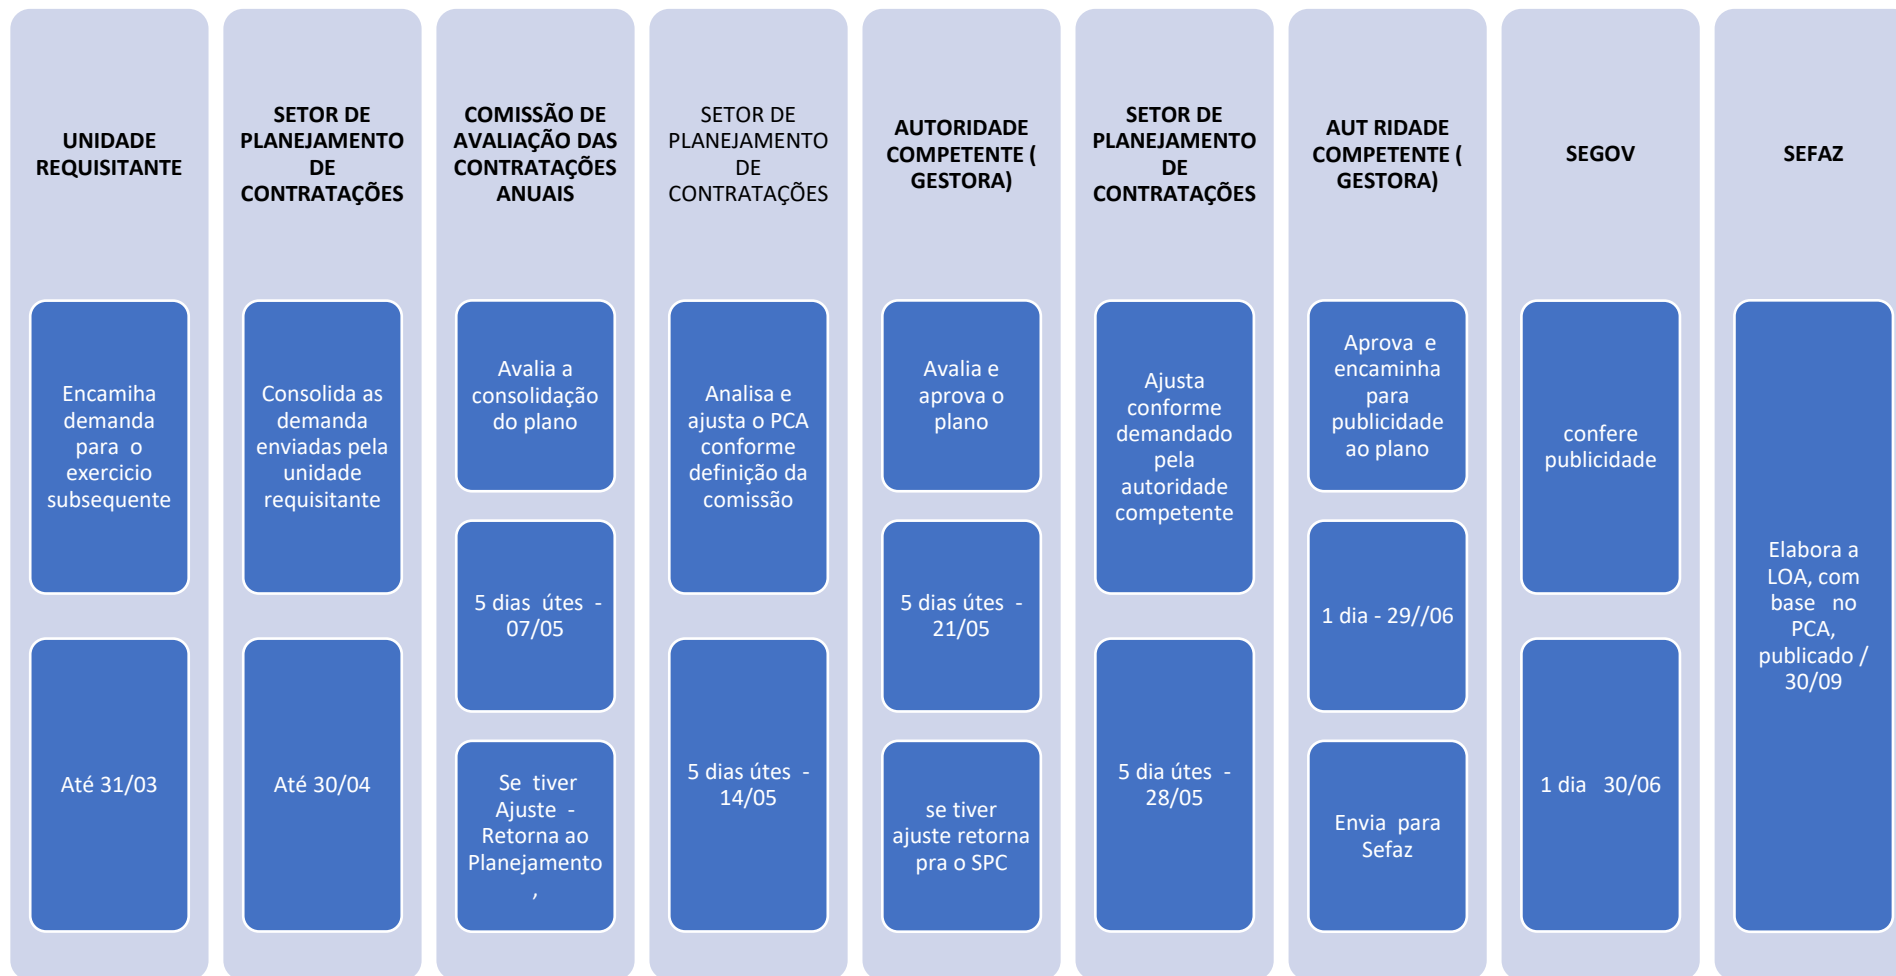 UNIDADE
REQUISITANTE
Encamiha
demanda
para o
exercicio
subsequente
Até 31/03
SETOR DE
PLANEJAMENTO
DE
CONTRATAÇÕES
Consolida as
demanda
enviadas pela
unidade
requisitante
Até 30/04
COMISSÃO DE
AVALIAÇÃO DAS
CONTRATAÇÕES
ANUAIS
Avalia a
consolidação
do plano
5 dias útes -
07/05
Se tiver
Ajuste -
Retorna ao
Planejamento
,
SETOR DE
PLANEJAMENTO
DE
CONTRATAÇÕES
Analisa e
ajusta o PCA
conforme
definição da
comissão
5 dias útes -
14/05
AUTORIDADE
COMPETENTE (
GESTORA)
Avalia e
aprova o
plano
5 dias útes -
21/05
se tiver
ajuste retorna
pra o SPC
SETOR DE
PLANEJAMENTO
DE
CONTRATAÇÕES
Ajusta
conforme
demandado
pela
autoridade
competente
5 dia útes -
28/05
AUT RIDADE
COMPETENTE (
GESTORA)
Aprova e
encaminha
para
publicidade
ao plano
1 dia - 29//06
Envia para
Sefaz
SEGOV
confere
publicidade
1 dia 30/06
SEFAZ
Elabora a
LOA, com
base no
PCA,
publicado /
30/09